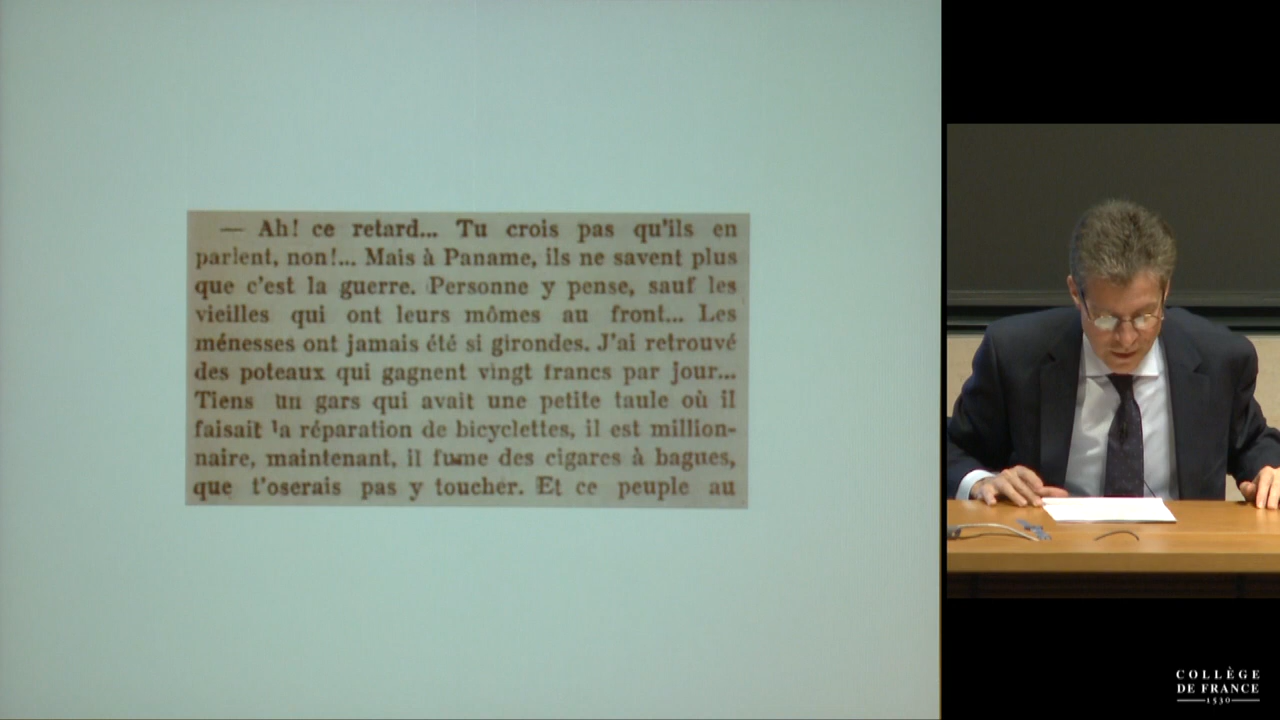 — Ah! ce retard... Tu crois pas qu'ils en
parlent, non!... Mais à Paname, ils ne savent plus
que c'est la guerre. Personne y pense, sauf les
vieilles qui ont leurs mômes au front... Les
ménesses ont jamais été si girondes. J'ai retrouvé
des poteaux qui gagnent vingt francs par jour...
Tiens un gars qui avait une petite taule où il
faisait la réparation de bicyclettes, il est million-
naire, maintenant, il fume des cigares à bagues,
que t'oserais pas y toucher. Et ce peuple au
COLLÈGE
DE FRANCE
1530